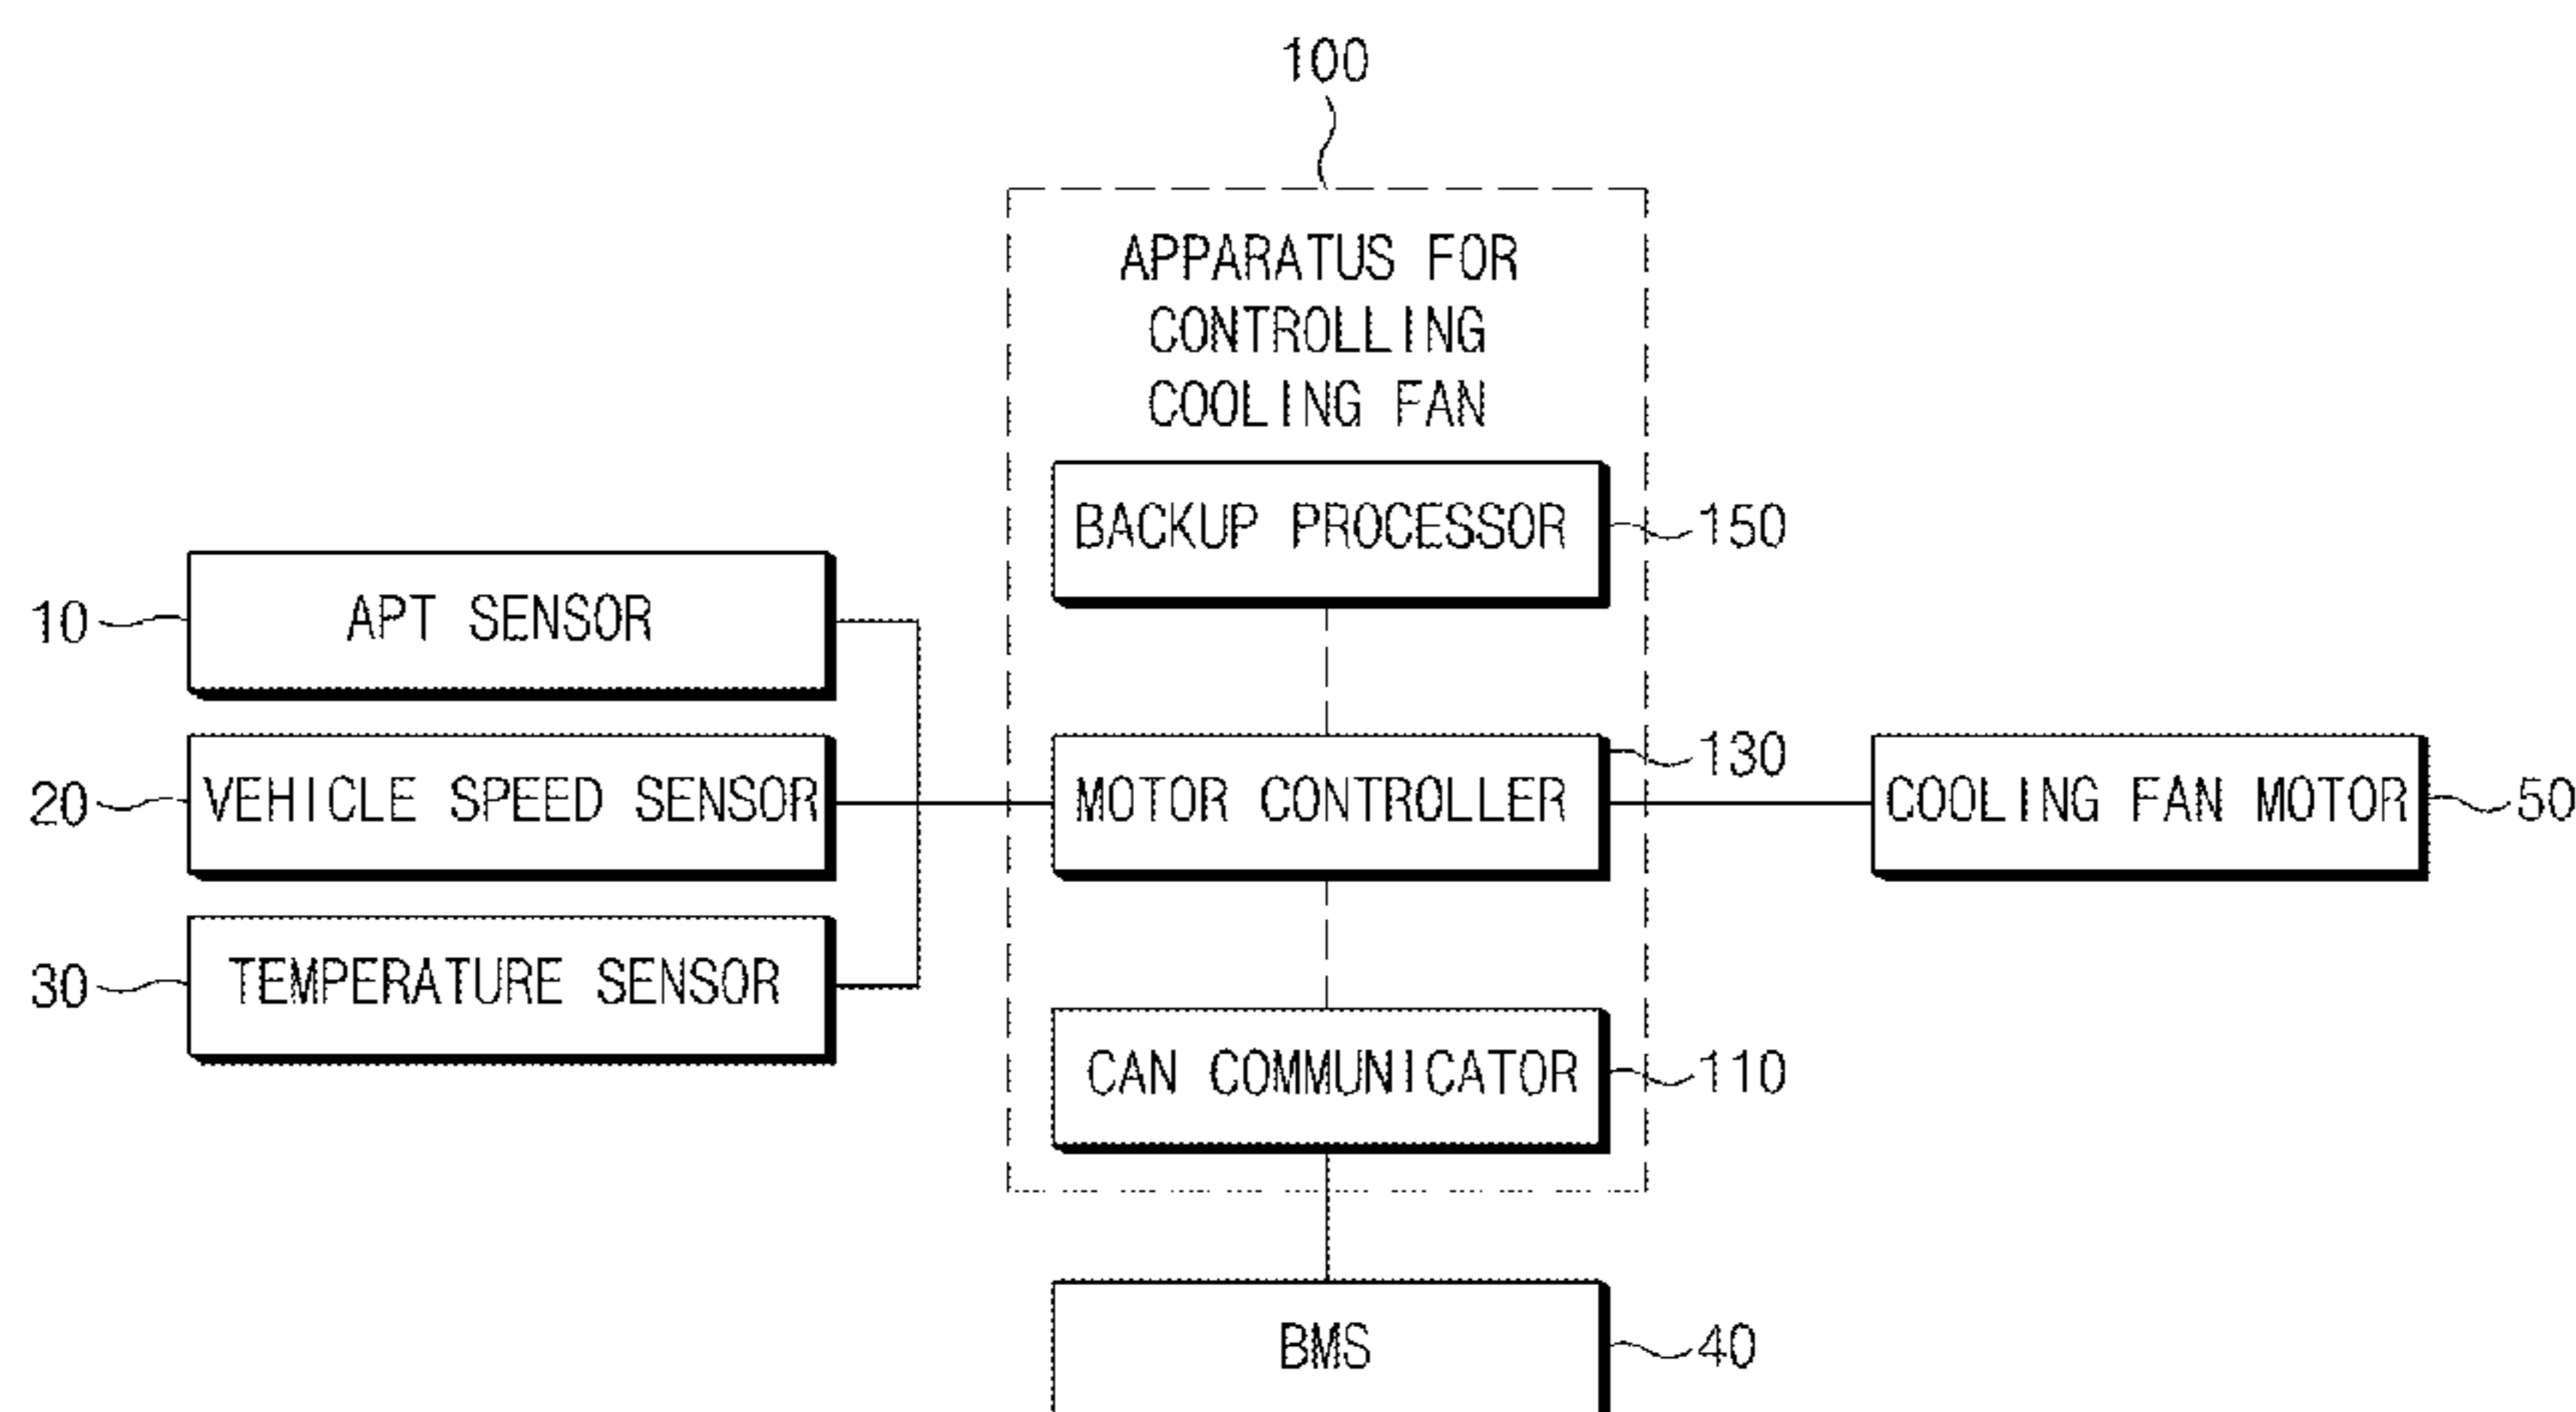 100
APPARATUS FOR
CONTROLLING
COOLING FAN
BACKUP PROCESSOR
150
10
APT SENSOR
20
VEHICLE SPEED SENSOR
MOTOR CONTROLLER
130
COOLING FAN MOTOR
50
30
TEMPERATURE SENSOR
CAN COMMUNICATOR
110
BMS
40